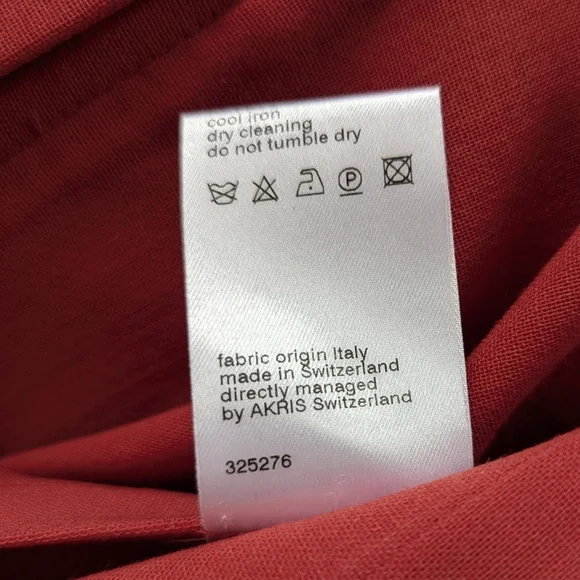 cool iron
dry cleaning
do not tumble dry
P
fabric origin Italy
made in Switzerland
directly managed
by AKRIS Switzerland
325276